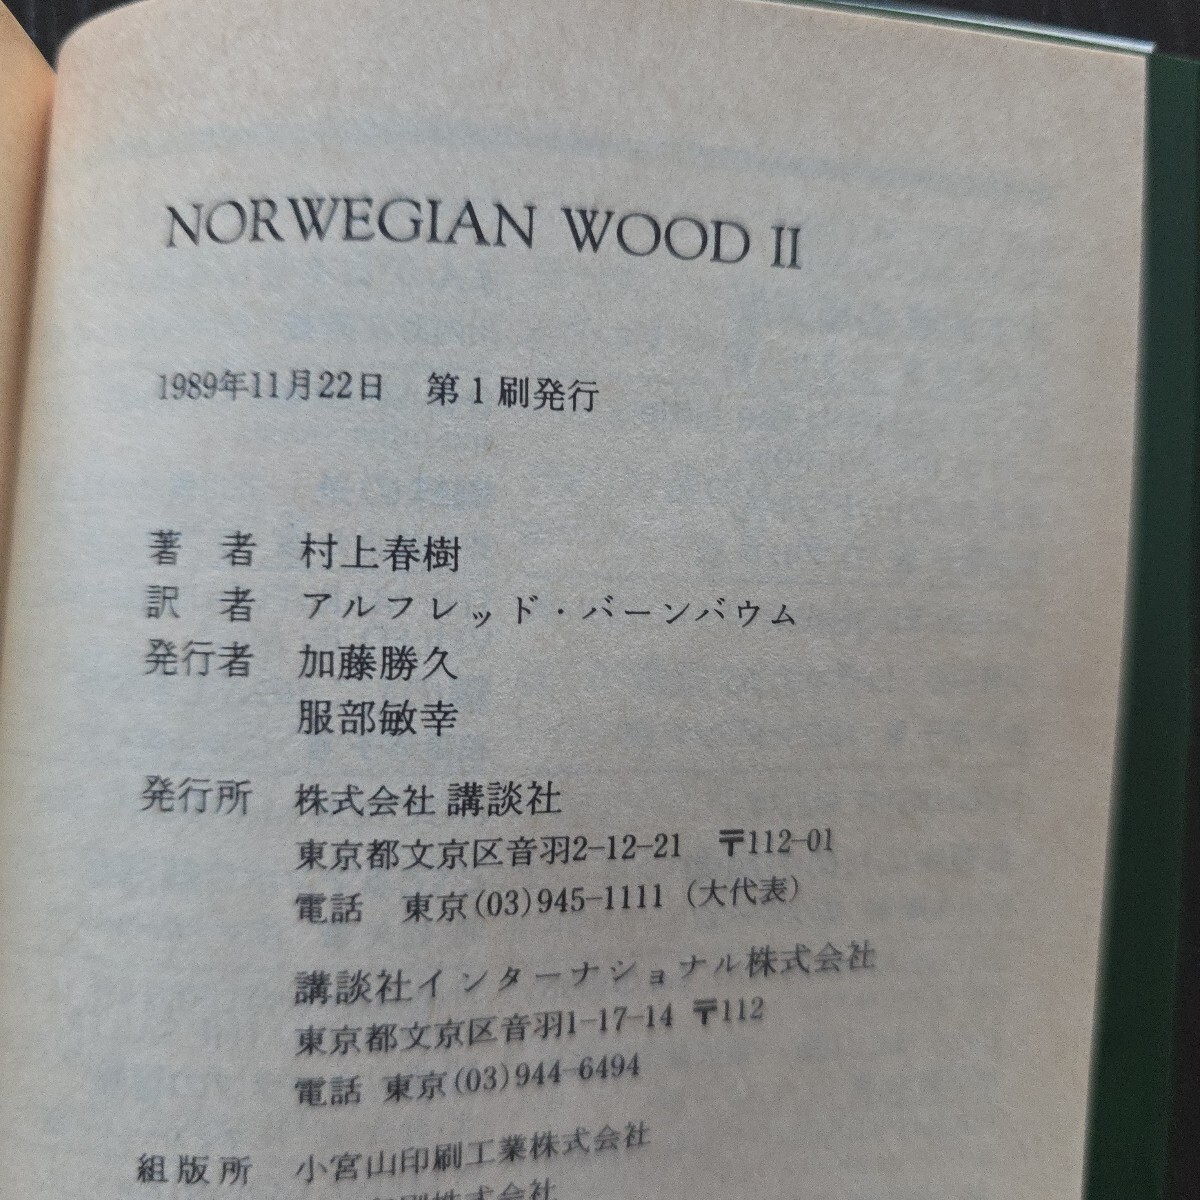 NORWEGIAN WOOD II
1989年11月22日　第1刷発行
著　者　村上春樹
訳　者　アルフレッド・バーンバウム
発行者　加藤勝久
服部敏幸
発行所　株式会社 講談社
東京都文京区音羽2-12-21　〒112-01
電話　東京(03)945-1111（大代表）
講談社インターナショナル株式会社
東京都文京区音羽1-17-14 〒112
電話 東京(03)944-6494
組版所　小宮山印刷工業株式会社
印刷株式会社